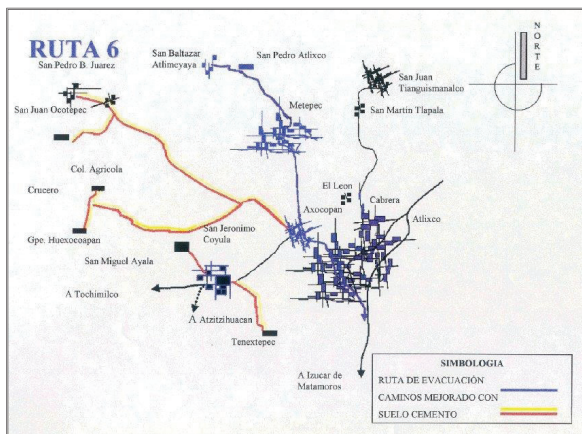 RUTA 6
NORTE
San Pedro B. Juarez
San Baltazar
Atlimeyaya
San Pedro Atlixco
San Juan
Tianguismanalco
San Juan Ocotepec
Metepec
San Martin Tlapala
Col. Agricola
Crucero
El Leon
Cabrera
Axocopan
Atlixco
Gpe. Huexocoapan
San Jeronimo
Coyula
San Miguel Ayala
A Tochimilco
A. Atzitzihuacan
Tenextepec
A Izucar de
Matamoros
SIMBOLOGIA
RUTA DE EVACUACIÓN
CAMINOS MEJORADO CON
SUELO CEMENTO